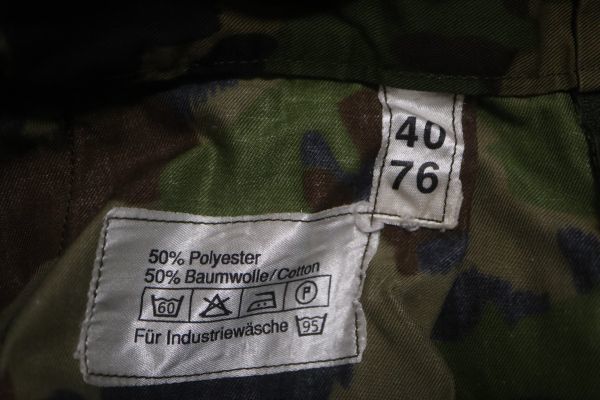 40
76
50% Polyester
50% Baumwolle/Cotton
60 P
Für Industriewäsche 95